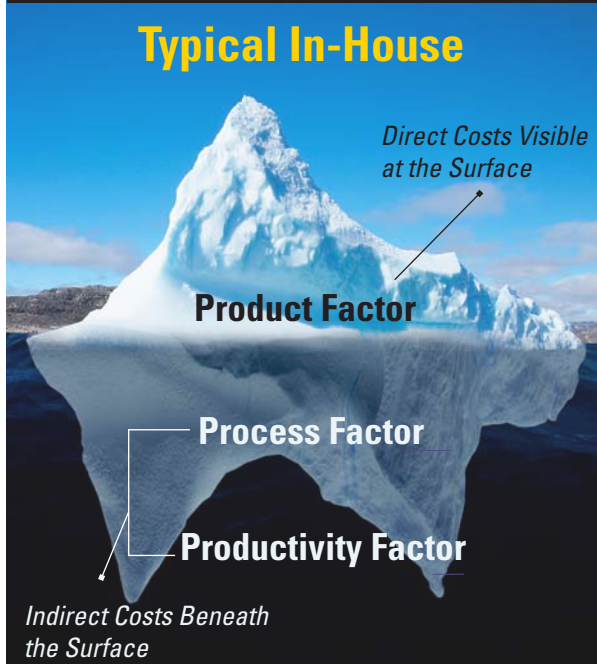 Typical In-House
Direct Costs Visible
at the Surface
Product Factor
Process Factor
Productivity Factor
Indirect Costs Beneath
the Surface